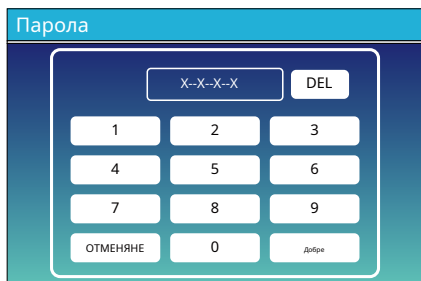 Парола
X--X--X--X DEL
1 2 3
4 5 6
7 8 9
ОТМЕНЯНЕ 0 Добре